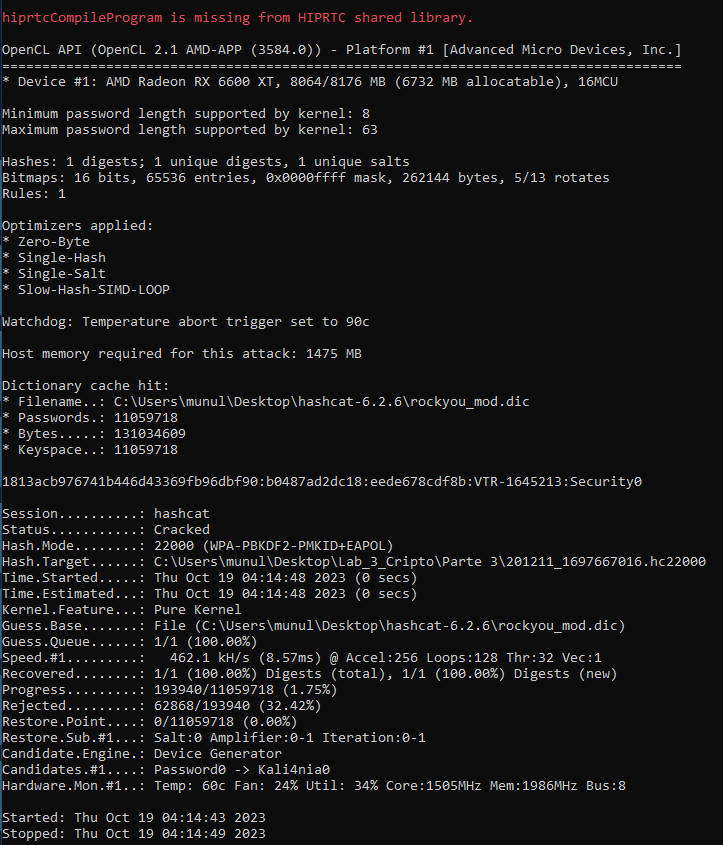 hiprtcCompileProgram is missing from HIPRTC shared library.
OpenCL API (OpenCL 2.1 AMD-APP (3584.0)) - Platform #1 [Advanced Micro Devices, Inc.]
=====================================================================================
* Device #1: AMD Radeon RX 6600 XT, 8064/8176 MB (6732 MB allocatable), 16MCU
Minimum password length supported by kernel: 8
Maximum password length supported by kernel: 63
Hashes: 1 digests; 1 unique digests, 1 unique salts
Bitmaps: 16 bits, 65536 entries, 0x0000ffff mask, 262144 bytes, 5/13 rotates
Rules: 1
Optimizers applied:
* Zero-Byte
* Single-Hash
* Single-Salt
* Slow-Hash-SIMD-LOOP
Watchdog: Temperature abort trigger set to 90c
Host memory required for this attack: 1475 MB
Dictionary cache hit:
* Filename..: C:\Users\munul\Desktop\hashcat-6.2.6\rockyou_mod.dic
* Passwords.: 11059718
* Bytes.....: 131034609
* Keyspace..: 11059718
1813acb976741b446d43369fb96dbf90:b0487ad2dc18:eede678cdf8b:VTR-1645213:Security0
Session..........: hashcat
Status...........: Cracked
Hash.Mode........: 22000 (WPA-PBKDF2-PMKID+EAPOL)
Hash.Target......: C:\Users\munul\Desktop\Lab_3_Cripto\Parte 3\201211_1697667016.hc22000
Time.Started.....: Thu Oct 19 04:14:48 2023 (0 secs)
Time.Estimated...: Thu Oct 19 04:14:48 2023 (0 secs)
Kernel.Feature...: Pure Kernel
Guess.Base.......: File (C:\Users\munul\Desktop\hashcat-6.2.6\rockyou_mod.dic)
Guess.Queue......: 1/1 (100.00%)
Speed.#1.........:   462.1 kH/s (8.57ms) @ Accel:256 Loops:128 Thr:32 Vec:1
Recovered........: 1/1 (100.00%) Digests (total), 1/1 (100.00%) Digests (new)
Progress.........: 193940/11059718 (1.75%)
Rejected.........: 62868/193940 (32.42%)
Restore.Point....: 0/11059718 (0.00%)
Restore.Sub.#1...: Salt:0 Amplifier:0-1 Iteration:0-1
Candidate.Engine.: Device Generator
Candidates.#1....: Password0 -> Kali4nia0
Hardware.Mon.#1..: Temp: 60c Fan: 24% Util: 34% Core:1505MHz Mem:1986MHz Bus:8
Started: Thu Oct 19 04:14:43 2023
Stopped: Thu Oct 19 04:14:49 2023